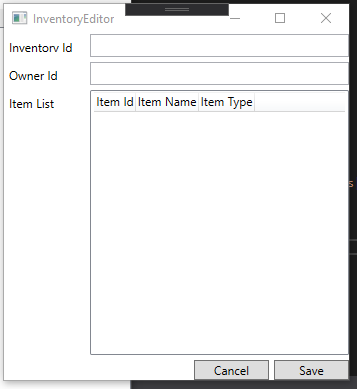 InventoryEditor
Inventory Id
Owner Id
Item List
Item Id Item Name Item Type
Cancel Save
s